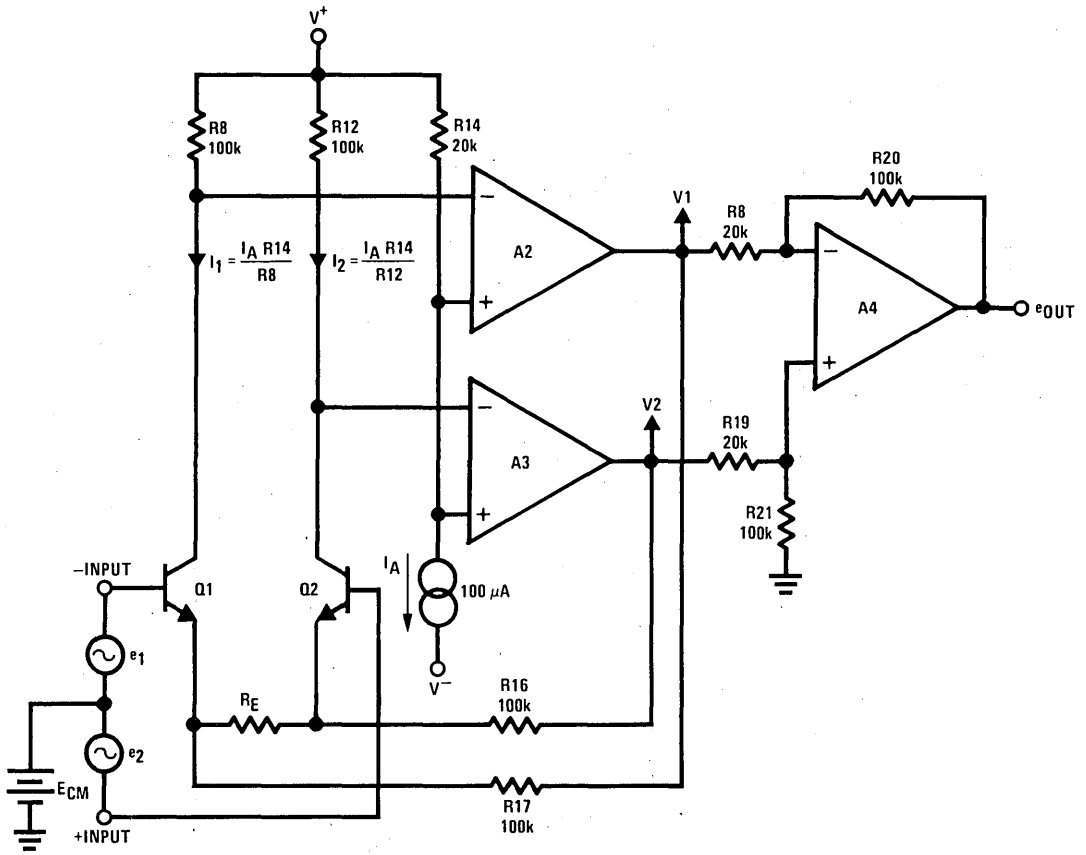 V+
R8
100k
R12
100k
R14
20k
I1 = IA R14
R8
I2 = IA R14
R12
−
+
A2
V1
R8
20k
R20
100k
−
+
A4
eOUT
−
+
A3
V2
R19
20k
R21
100k
IA
100 μA
V−
−INPUT
Q1
Q2
e1
e2
ECM
+INPUT
RE
R16
100k
R17
100k